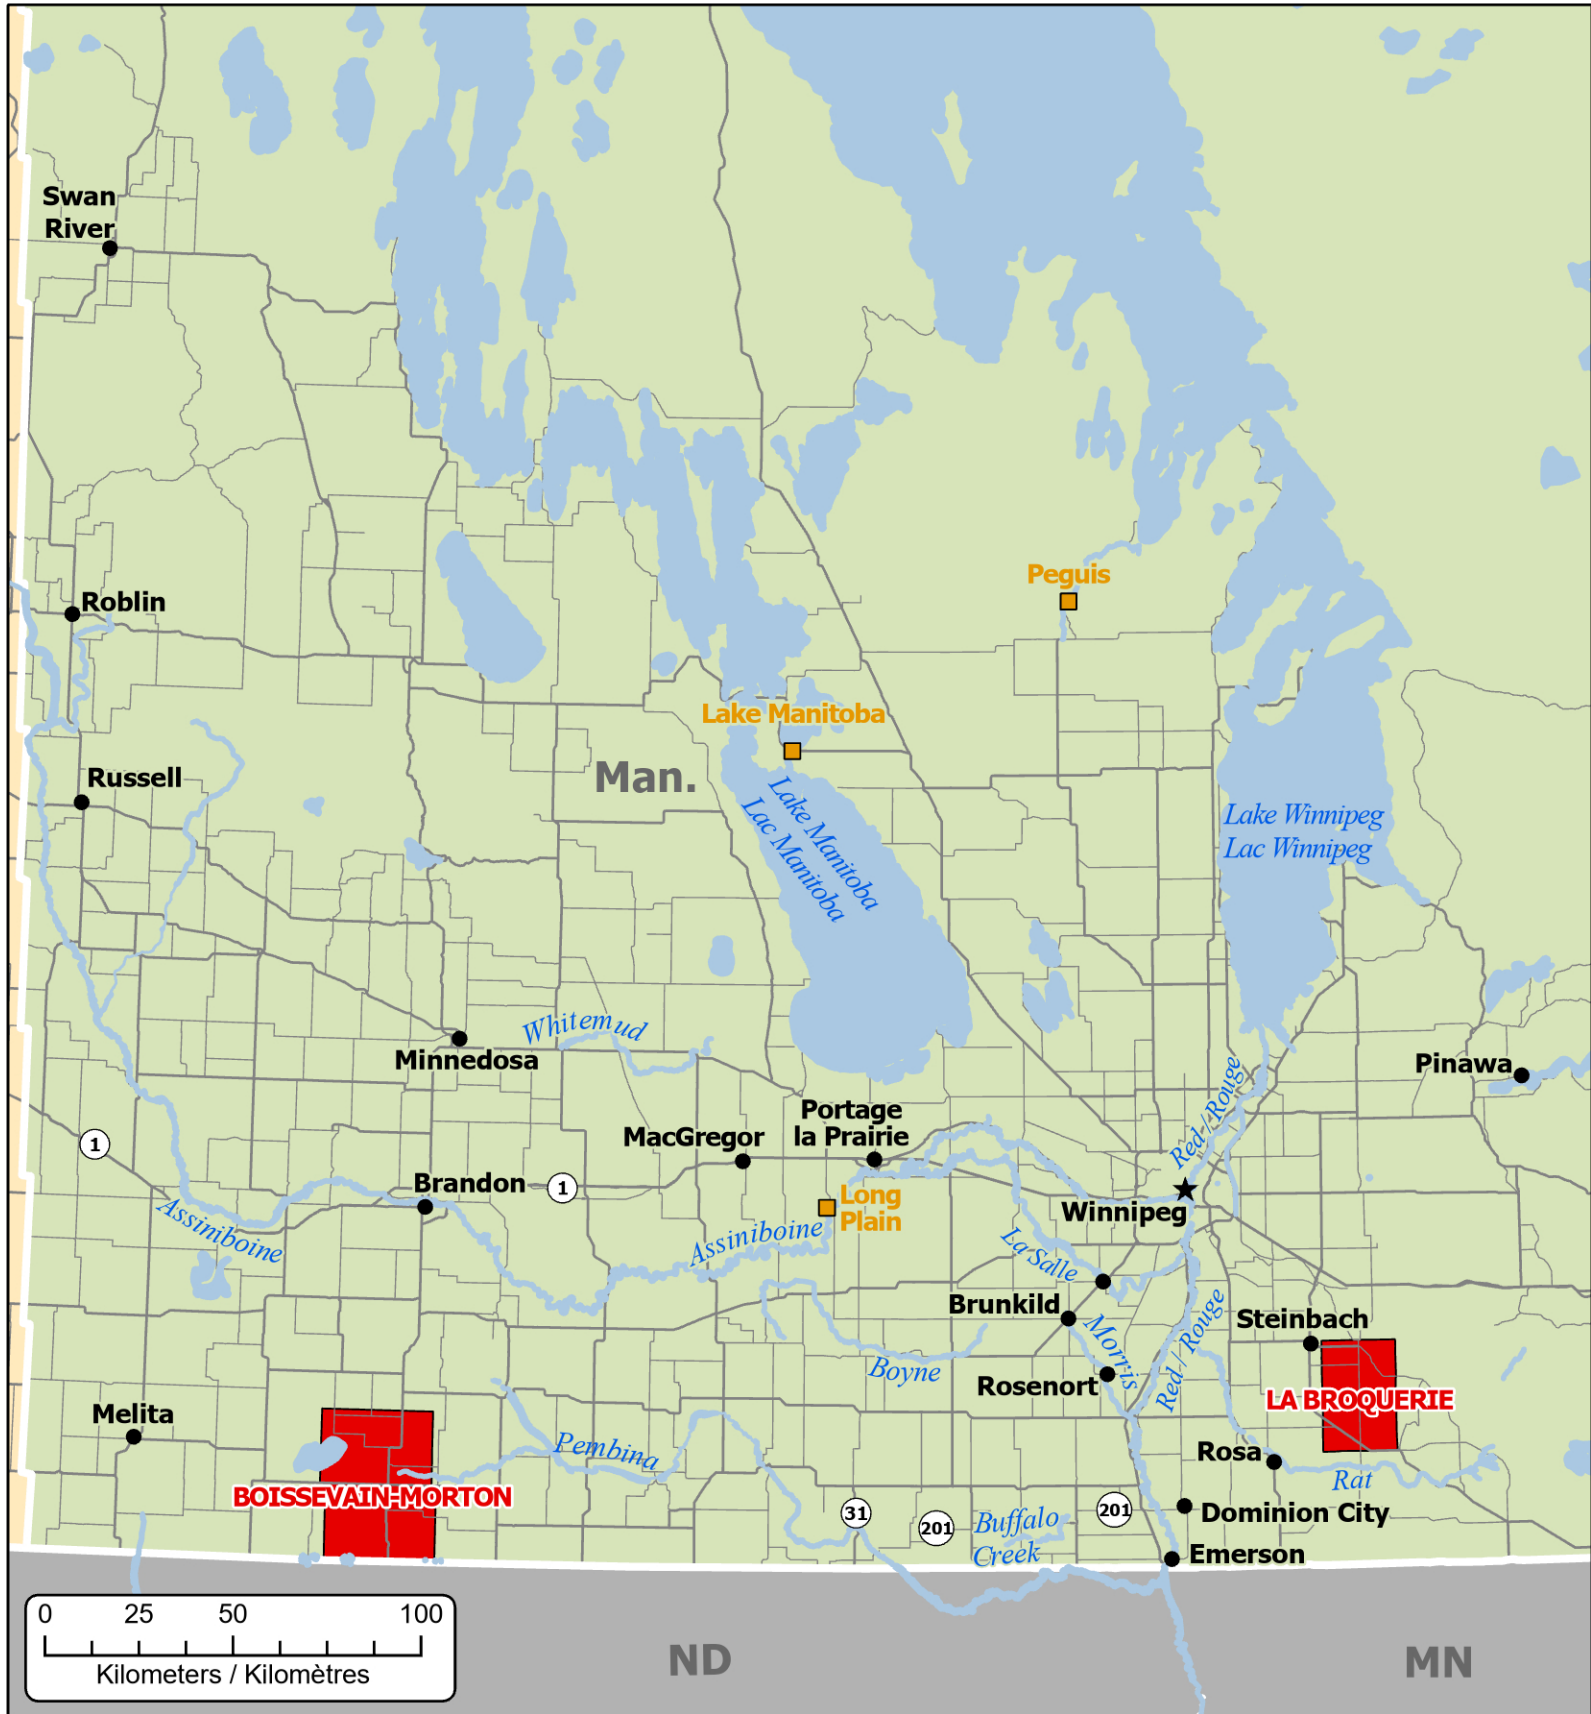 Swan
River
Roblin
Peguis
Lake Manitoba
Russell
Man.
Lake Manitoba
Lac Manitoba
Lake Winnipeg
Lac Winnipeg
Whitemud
Minnedosa
Pinawa
Red / Rouge
Portage
la Prairie
MacGregor
1
Brandon
1
Long
Plain
Winnipeg
Assiniboine
Assiniboine
La Salle
Brunkild
Morris
Red / Rouge
Steinbach
Boyne
Rosenort
LA BROQUERIE
Melita
Pembina
Rosa
Rat
BOISSEVAIN-MORTON
31
201
Buffalo
Creek
201
Dominion City
Emerson
0 25 50 100
Kilometers / Kilomètres
ND
MN